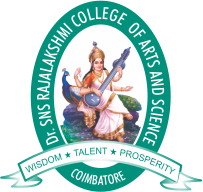 Dr. SNS RAJALAKSHMI COLLEGE OF ARTS AND SCIENCE
WISDOM ★ TALENT ★ PROSPERITY
COIMBATORE